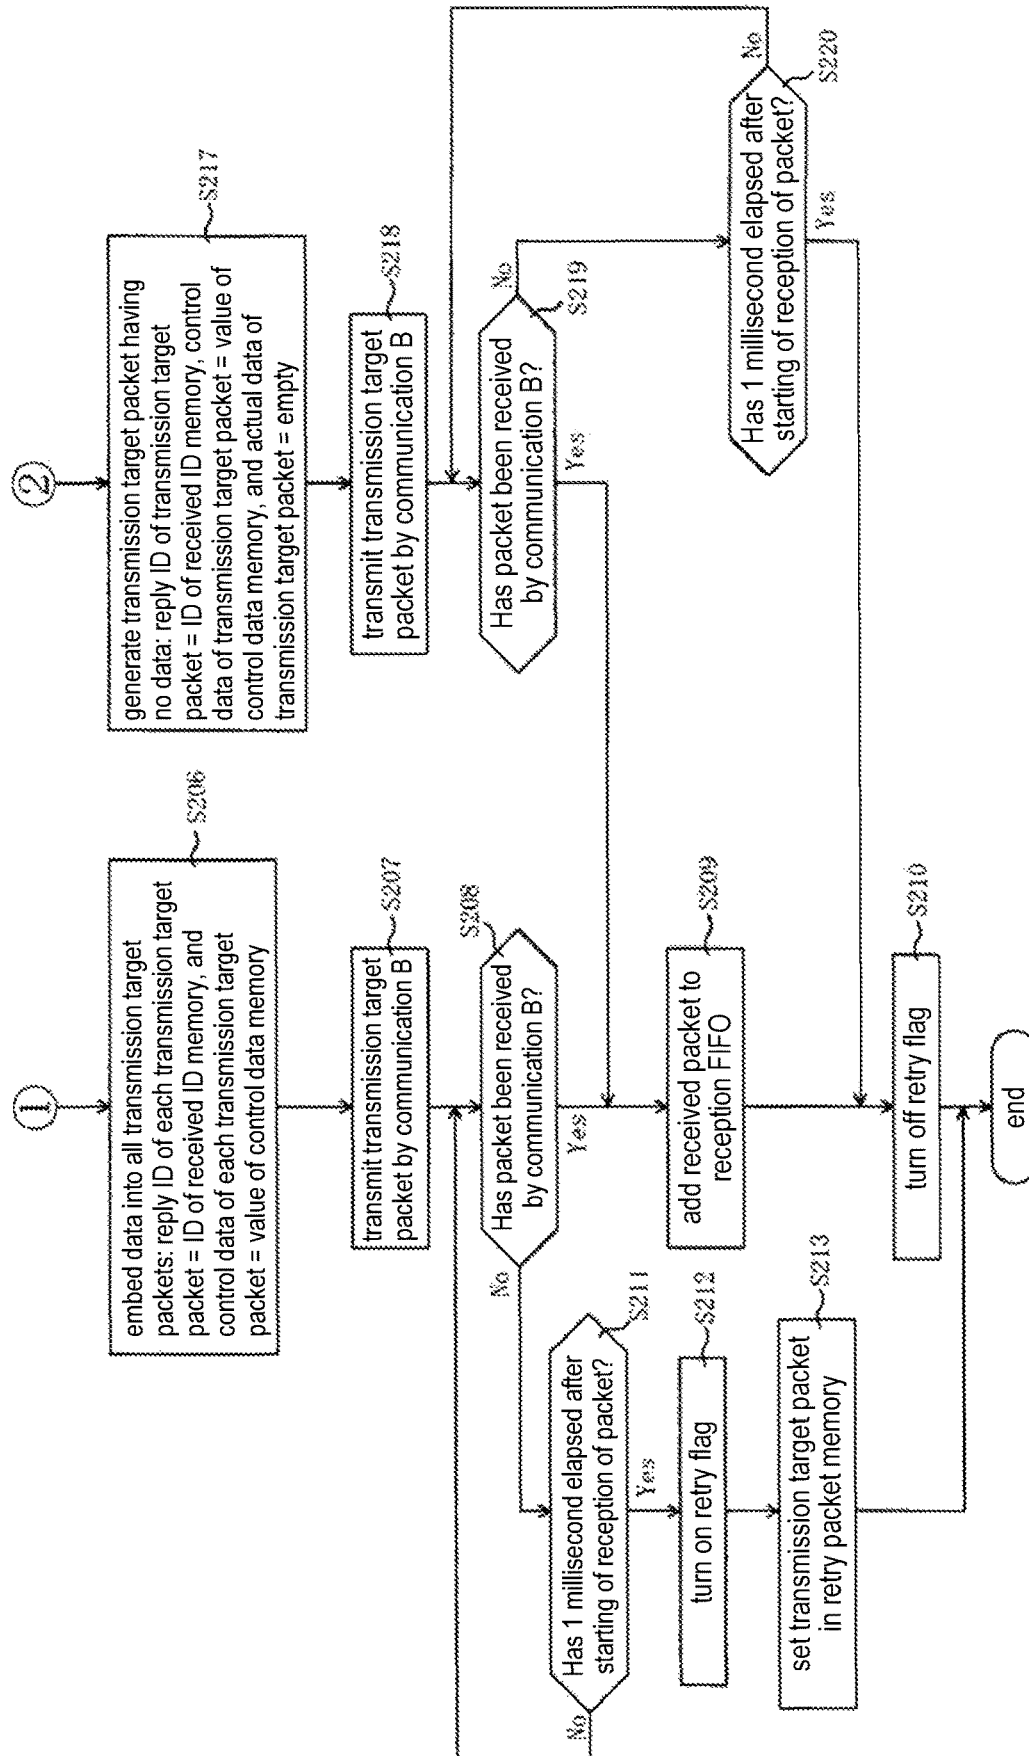 ①
embed data into all transmission target
packets: reply ID of each transmission target
packet = ID of received ID memory, and
control data of each transmission target
packet = value of control data memory
S206
transmit transmission target
packet by communication B
S207
Has packet been received
by communication B?
S208
No
Yes
add received packet to
reception FIFO
S209
turn off retry flag
S210
Has 1 millisecond elapsed after
starting of reception of packet?
S211
No
Yes
turn on retry flag
S212
set transmission target packet
in retry packet memory
S213
end
②
generate transmission target packet having
no data: reply ID of transmission target
packet = ID of received ID memory, control
data of transmission target packet = value of
control data memory, and actual data of
transmission target packet = empty
S217
transmit transmission target
packet by communication B
S218
Has packet been received
by communication B?
S219
No
Yes
Has 1 millisecond elapsed after
starting of reception of packet?
S220
No
Yes